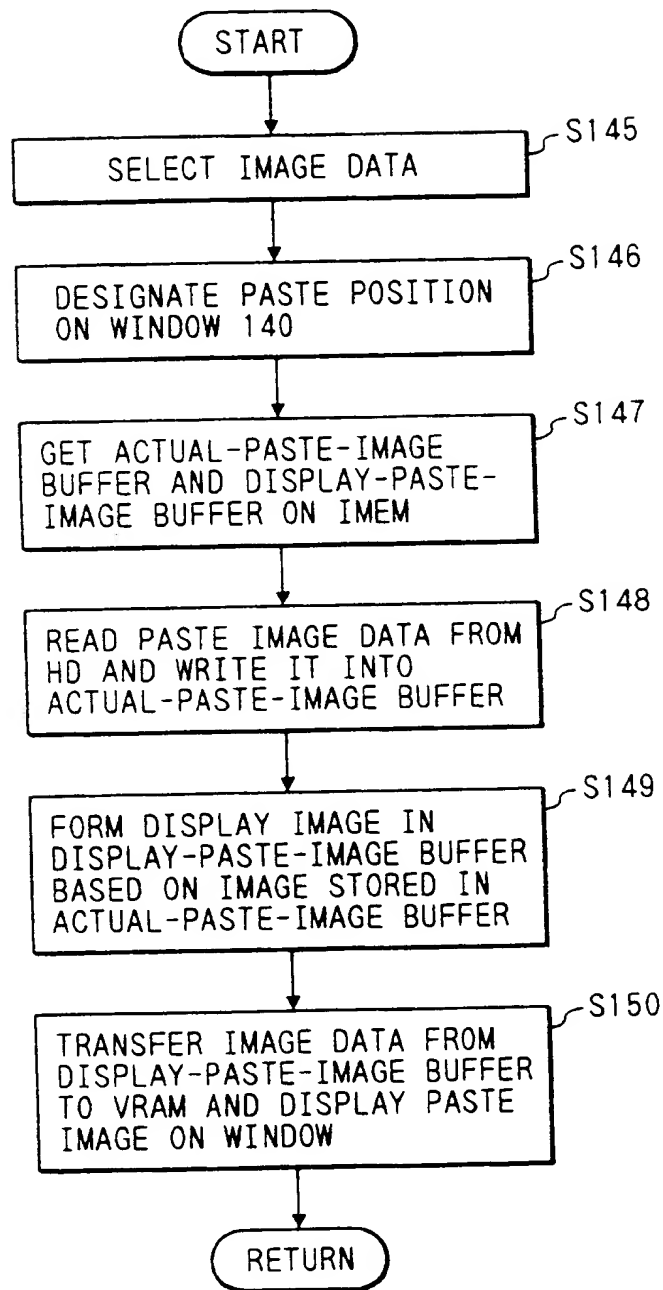 START
S145
SELECT IMAGE DATA
S146
DESIGNATE PASTE POSITION
ON WINDOW 140
S147
GET ACTUAL-PASTE-IMAGE
BUFFER AND DISPLAY-PASTE-
IMAGE BUFFER ON IMEM
S148
READ PASTE IMAGE DATA FROM
HD AND WRITE IT INTO
ACTUAL-PASTE-IMAGE BUFFER
S149
FORM DISPLAY IMAGE IN
DISPLAY-PASTE-IMAGE BUFFER
BASED ON IMAGE STORED IN
ACTUAL-PASTE-IMAGE BUFFER
S150
TRANSFER IMAGE DATA FROM
DISPLAY-PASTE-IMAGE BUFFER
TO VRAM AND DISPLAY PASTE
IMAGE ON WINDOW
RETURN